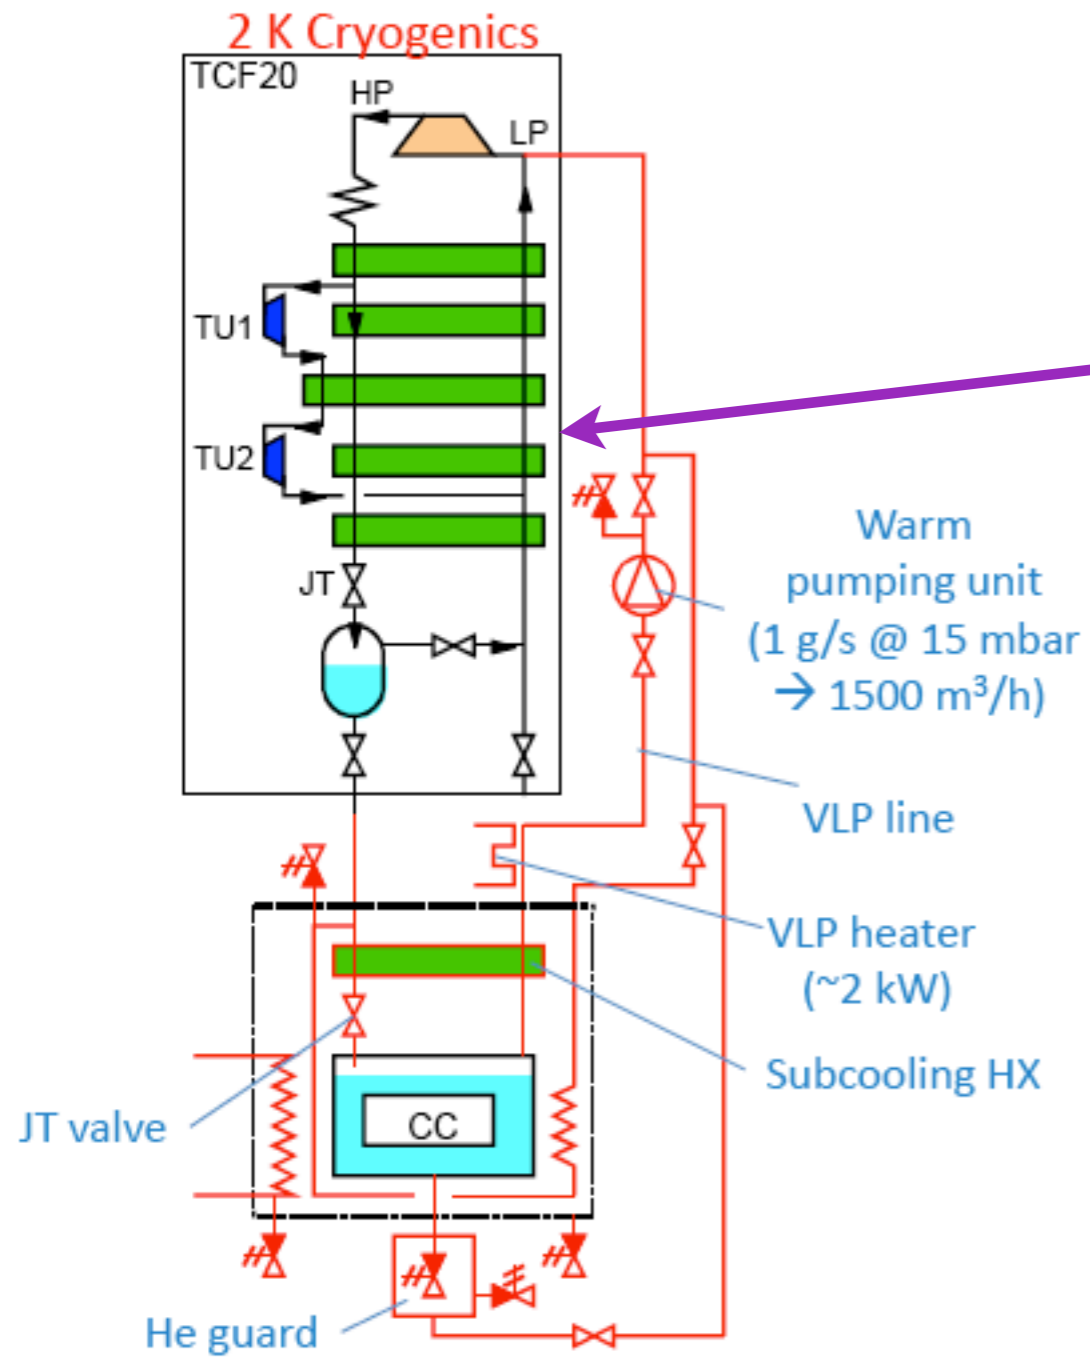 2 K Cryogenics
TCF20
HP
LP
TU1
TU2
JT
Warm
pumping unit
(1 g/s @ 15 mbar
→ 1500 m³/h)
VLP line
VLP heater
(~2 kW)
Subcooling HX
JT valve
CC
He guard